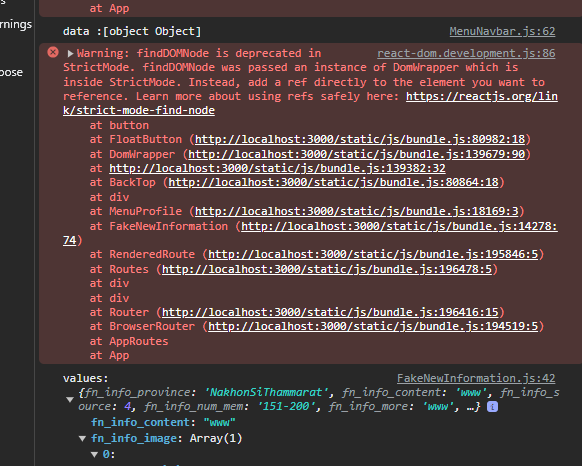 at App
rnings
data :[object Object] MenuNavbar.js:62
Warning: findDOMNode is deprecated in react-dom.development.js:86
StrictMode. findDOMNode was passed an instance of DomWrapper which is
ose
inside StrictMode. Instead, add a ref directly to the element you want to
reference. Learn more about using refs safely here: https://reactjs.org/lin
k/strict-mode-find-node
at button
at FloatButton (http://localhost:3000/static/js/bundle.js:80982:18)
at DomWrapper (http://localhost:3000/static/js/bundle.js:139679:90)
at http://localhost:3000/static/js/bundle.js:139382:32
at BackTop (http://localhost:3000/static/js/bundle.js:80864:18)
at div
at MenuProfile (http://localhost:3000/static/js/bundle.js:18169:3)
at FakeNewInformation (http://localhost:3000/static/js/bundle.js:14278:
74)
at RenderedRoute (http://localhost:3000/static/js/bundle.js:195846:5)
at Routes (http://localhost:3000/static/js/bundle.js:196478:5)
at div
at div
at Router (http://localhost:3000/static/js/bundle.js:196416:15)
at BrowserRouter (http://localhost:3000/static/js/bundle.js:194519:5)
at AppRoutes
at App
values: FakeNewInformation.js:42
{fn_info_province: 'NakhonSiThammarat', fn_info_content: 'www', fn_info_s
ource: 4, fn_info_num_mem: '151-200', fn_info_more: 'www', …} i
fn_info_content: "www"
fn_info_image: Array(1)
0: